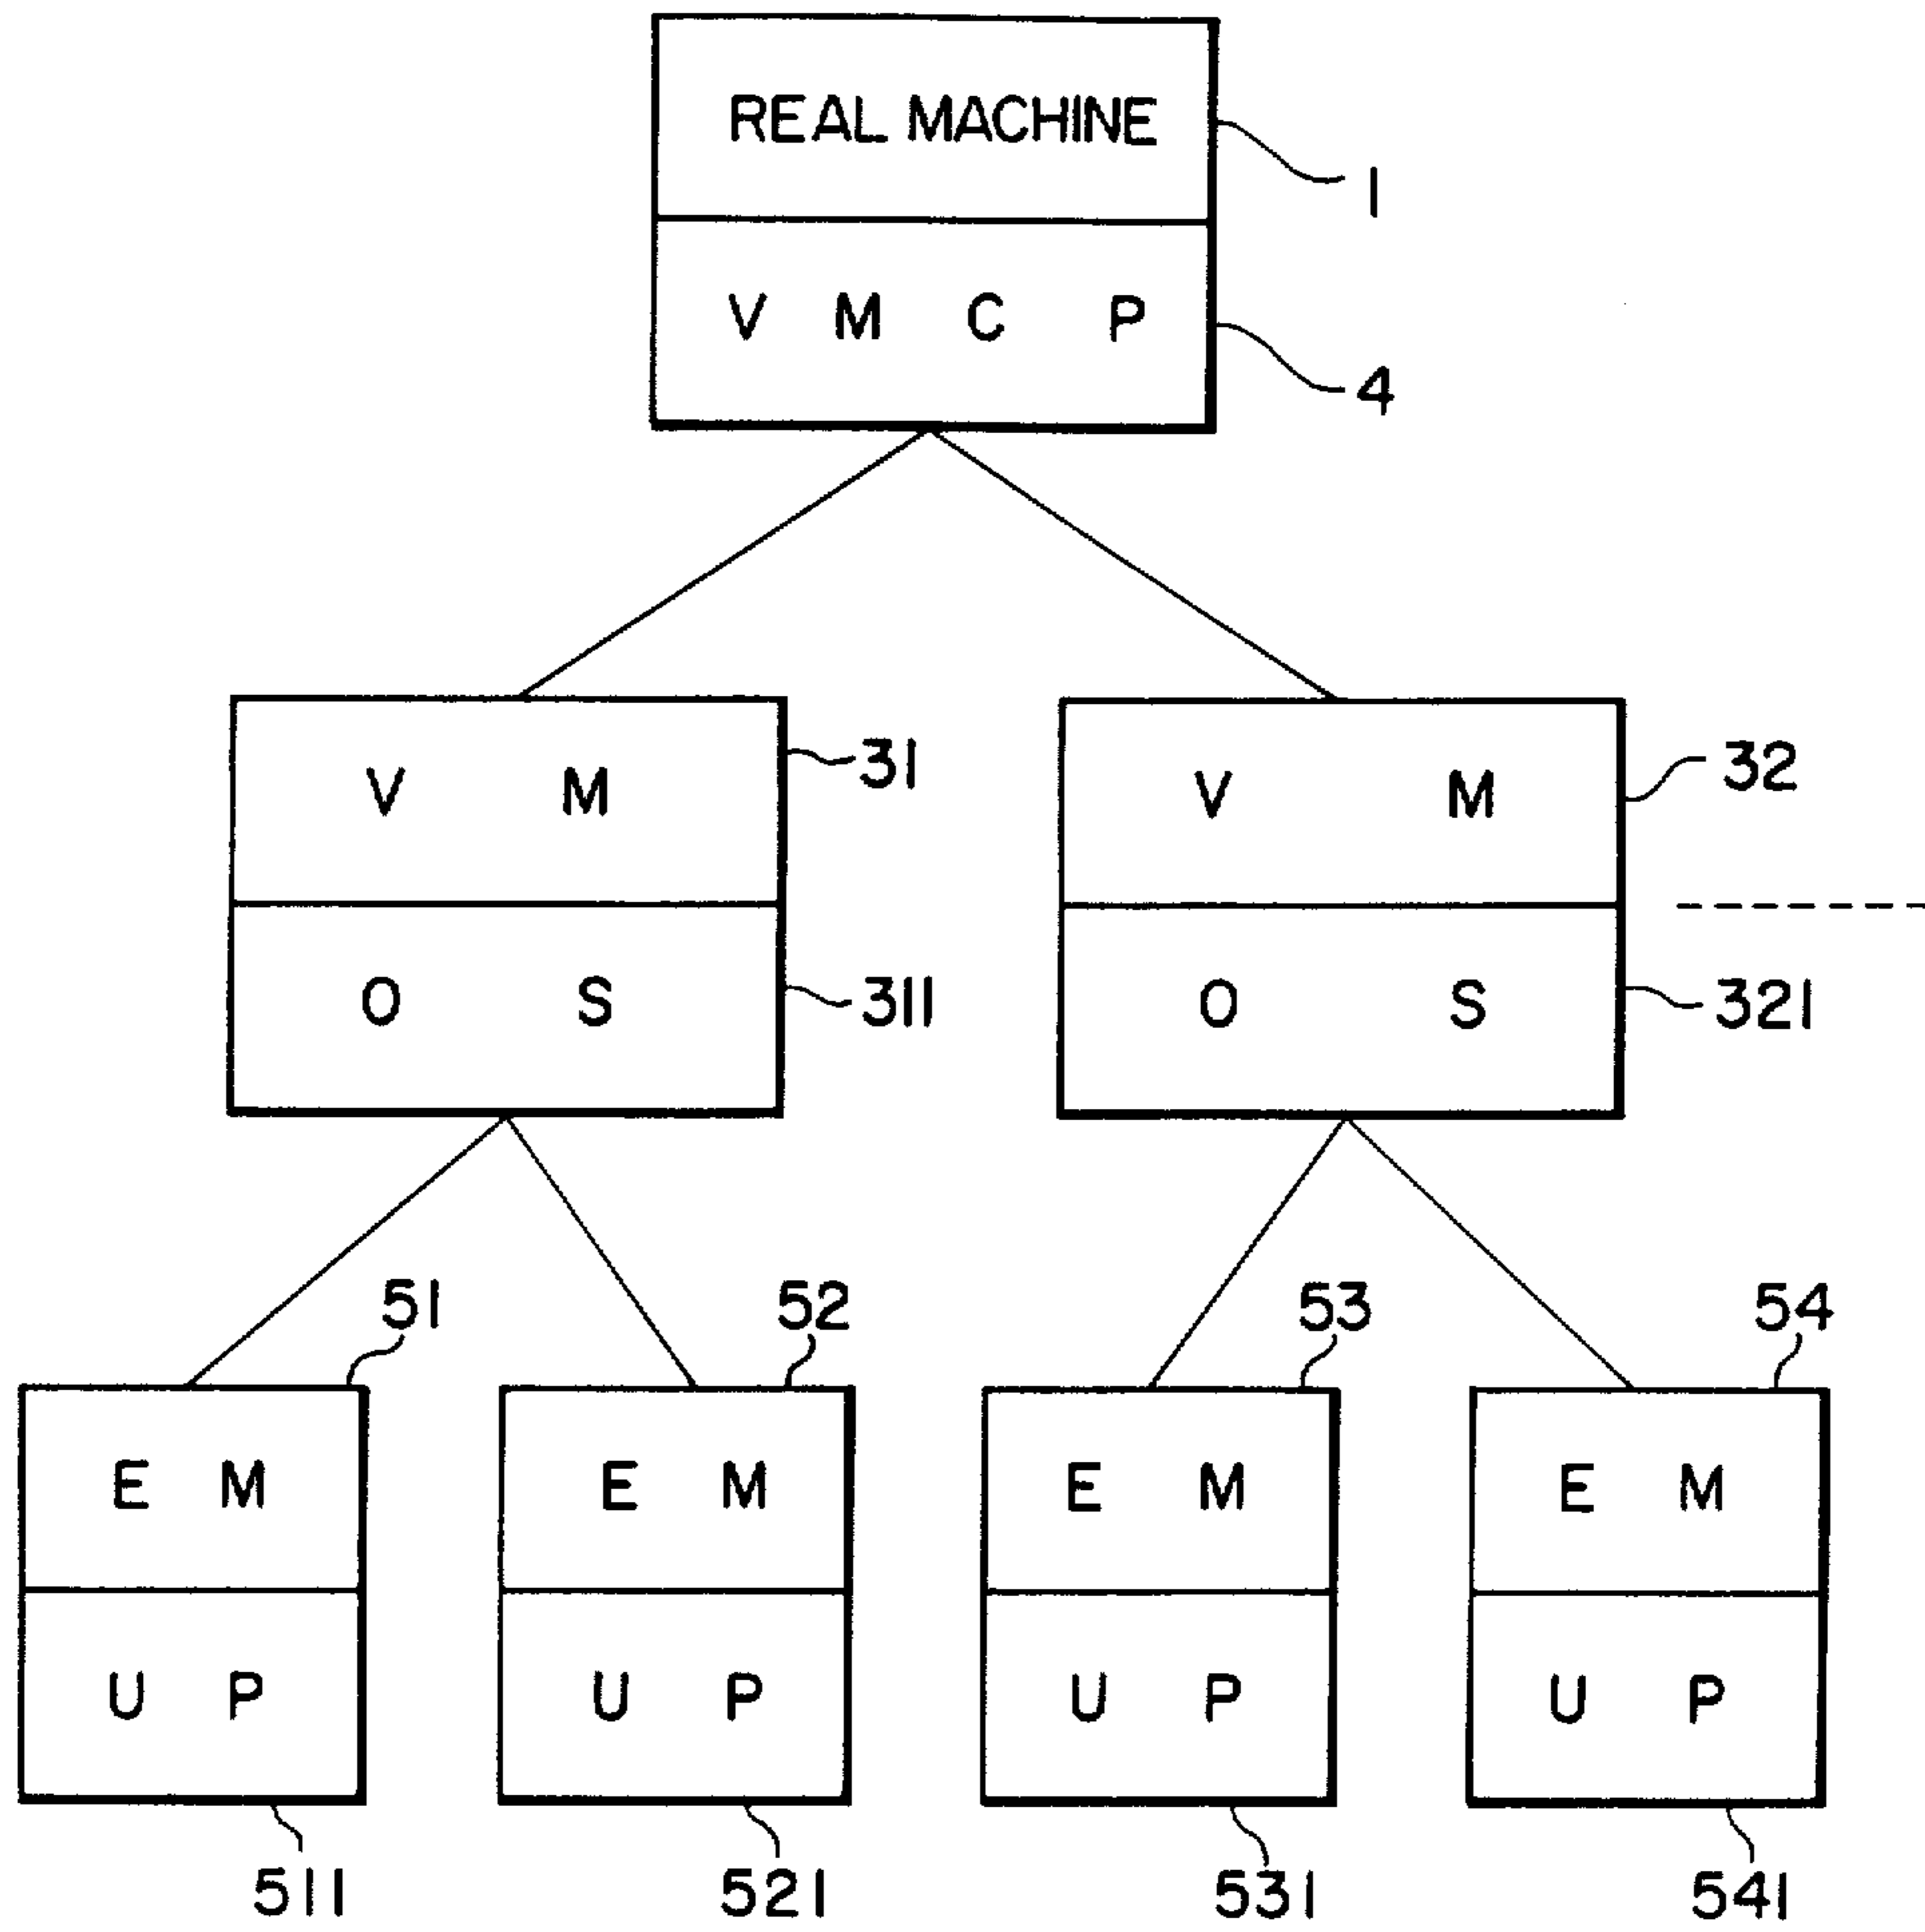 REAL MACHINE
1
V M C P
4
V M
31
V M
32
O S
311
O S
321
51
52
53
54
E M
E M
E M
E M
U P
U P
U P
U P
511
521
531
541